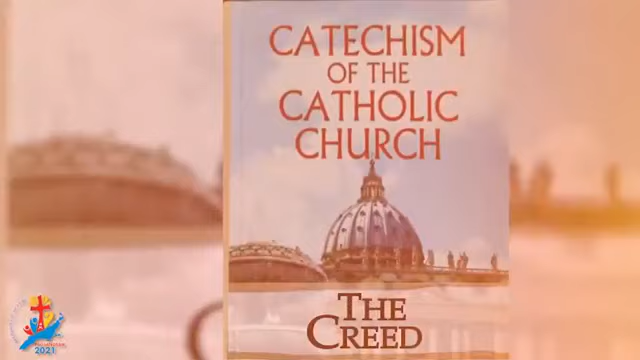 CATECHISM
OF THE
CATHOLIC
CHURCH
THE
CREED
2021